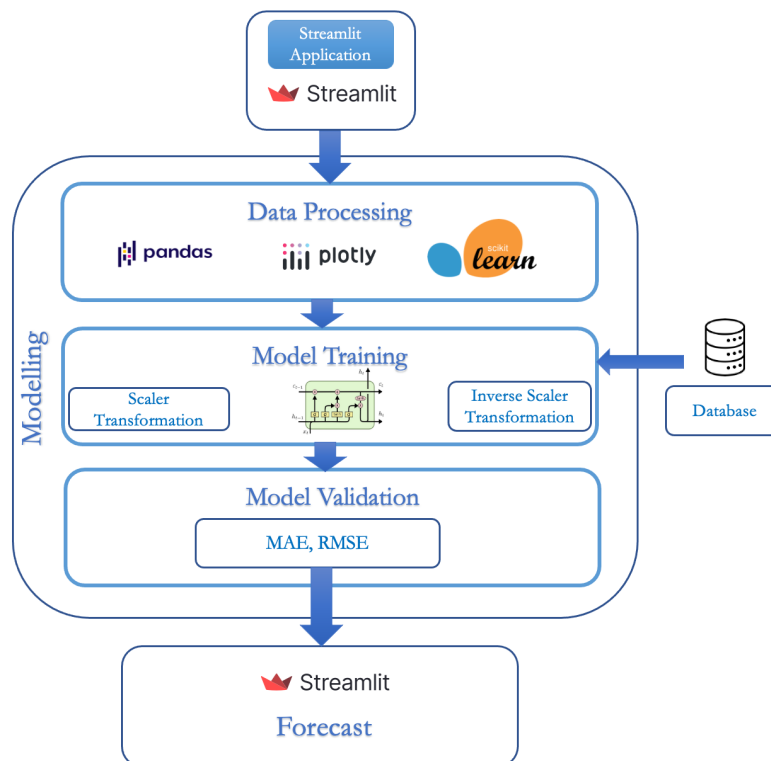 Streamlit
Application
Streamlit
Data Processing
pandas
plotly
scikit
learn
Modelling
Model Training
Scaler
Transformation
Inverse Scaler
Transformation
Database
Model Validation
MAE, RMSE
Streamlit
Forecast